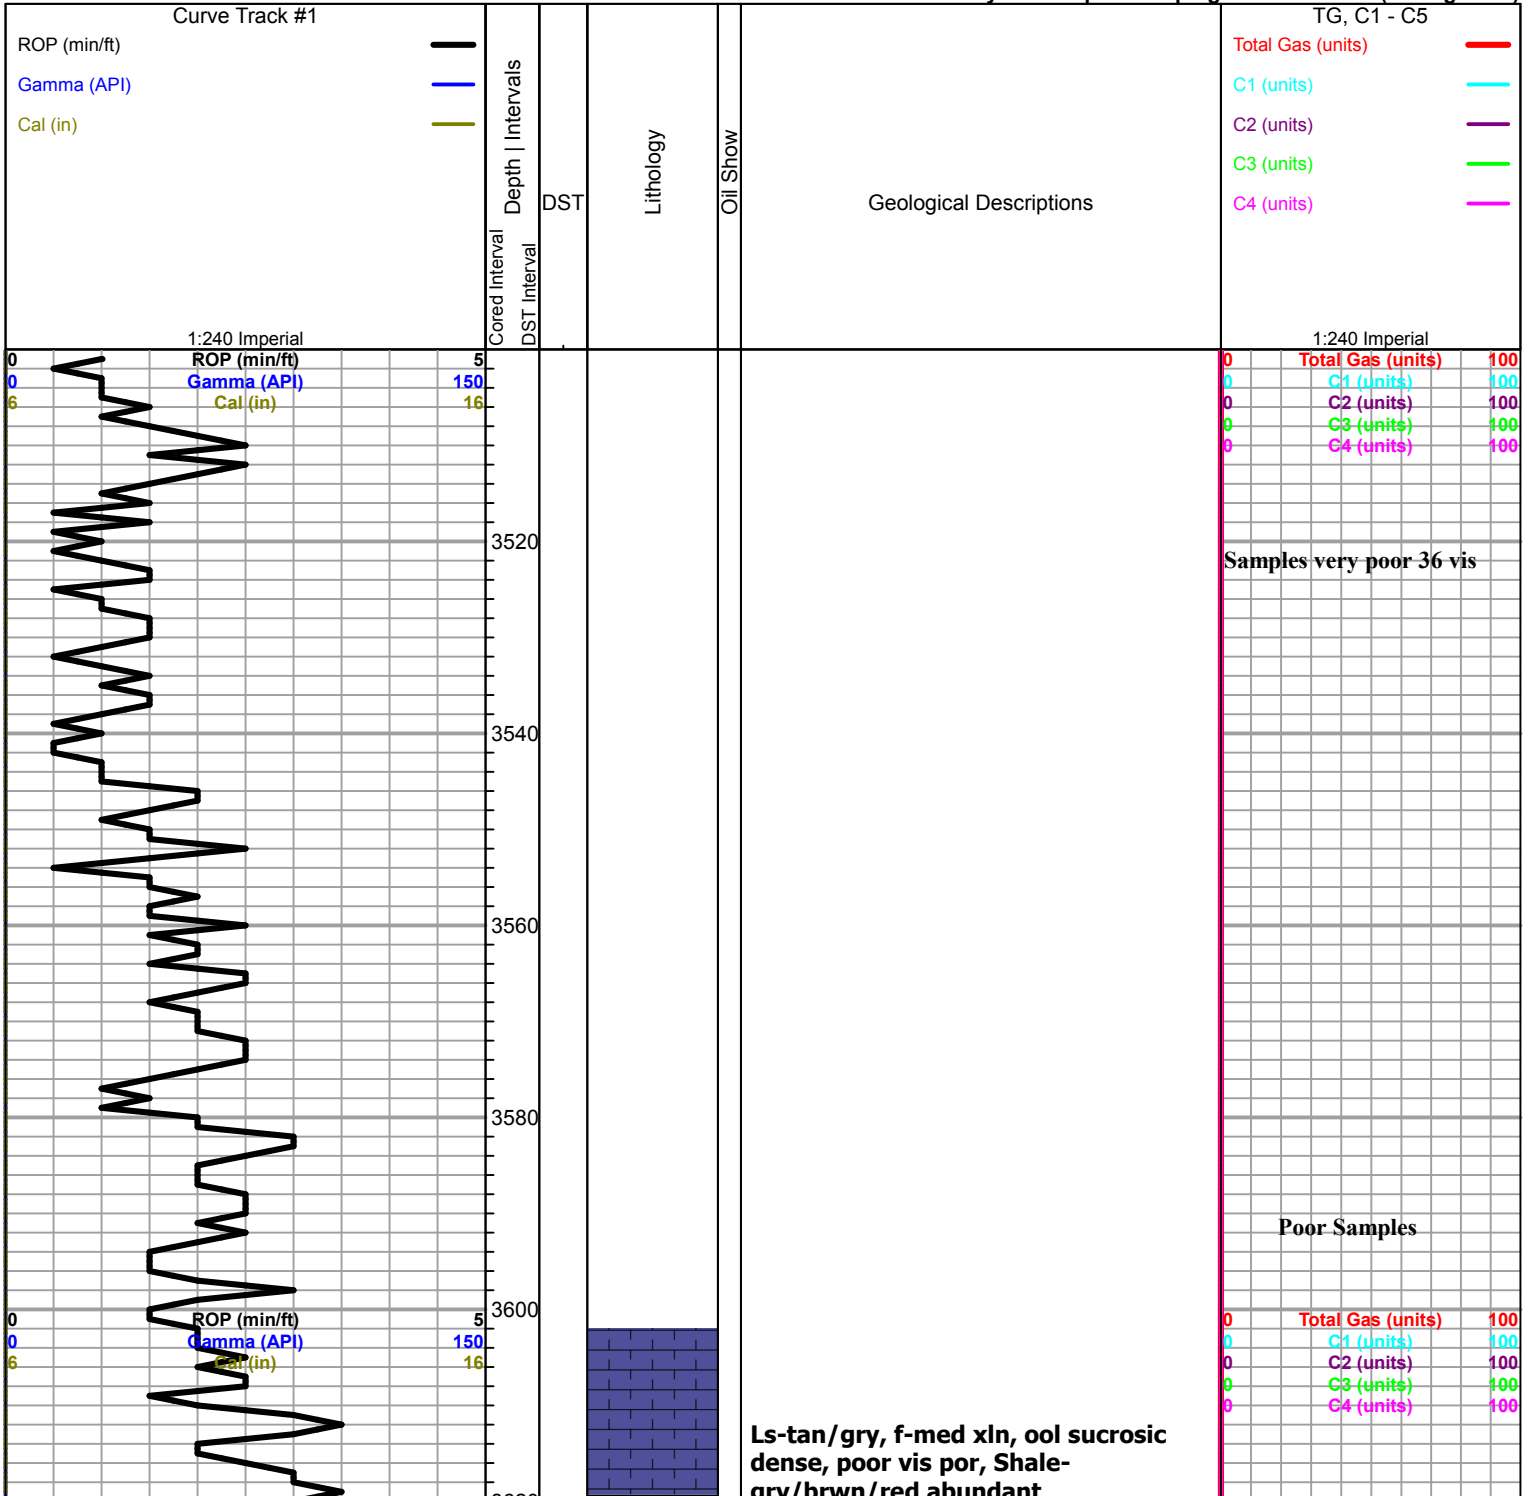 Curve Track #1
ROP (min/ft)
Gamma (API)
Cal (in)
1:240 Imperial
Depth | Intervals
Cored Interval
DST Interval
DST
Lithology
Oil Show
Geological Descriptions
TG, C1 - C5
Total Gas (units)
C1 (units)
C2 (units)
C3 (units)
C4 (units)
1:240 Imperial
0 ROP (min/ft) 5
0 Gamma (API) 150
6 Cal (in) 16
0 Total Gas (units) 100
0 C1 (units) 100
0 C2 (units) 100
0 C3 (units) 100
0 C4 (units) 100
3520
Samples very poor 36 vis
3540
3560
3580
Poor Samples
3600
0 ROP (min/ft) 5
0 Gamma (API) 150
6 Cal (in) 16
0 Total Gas (units) 100
0 C1 (units) 100
0 C2 (units) 100
0 C3 (units) 100
0 C4 (units) 100
Ls-tan/gry, f-med xln, ool sucrosic
dense, poor vis por, Shale-
gry/brwn/red abundant